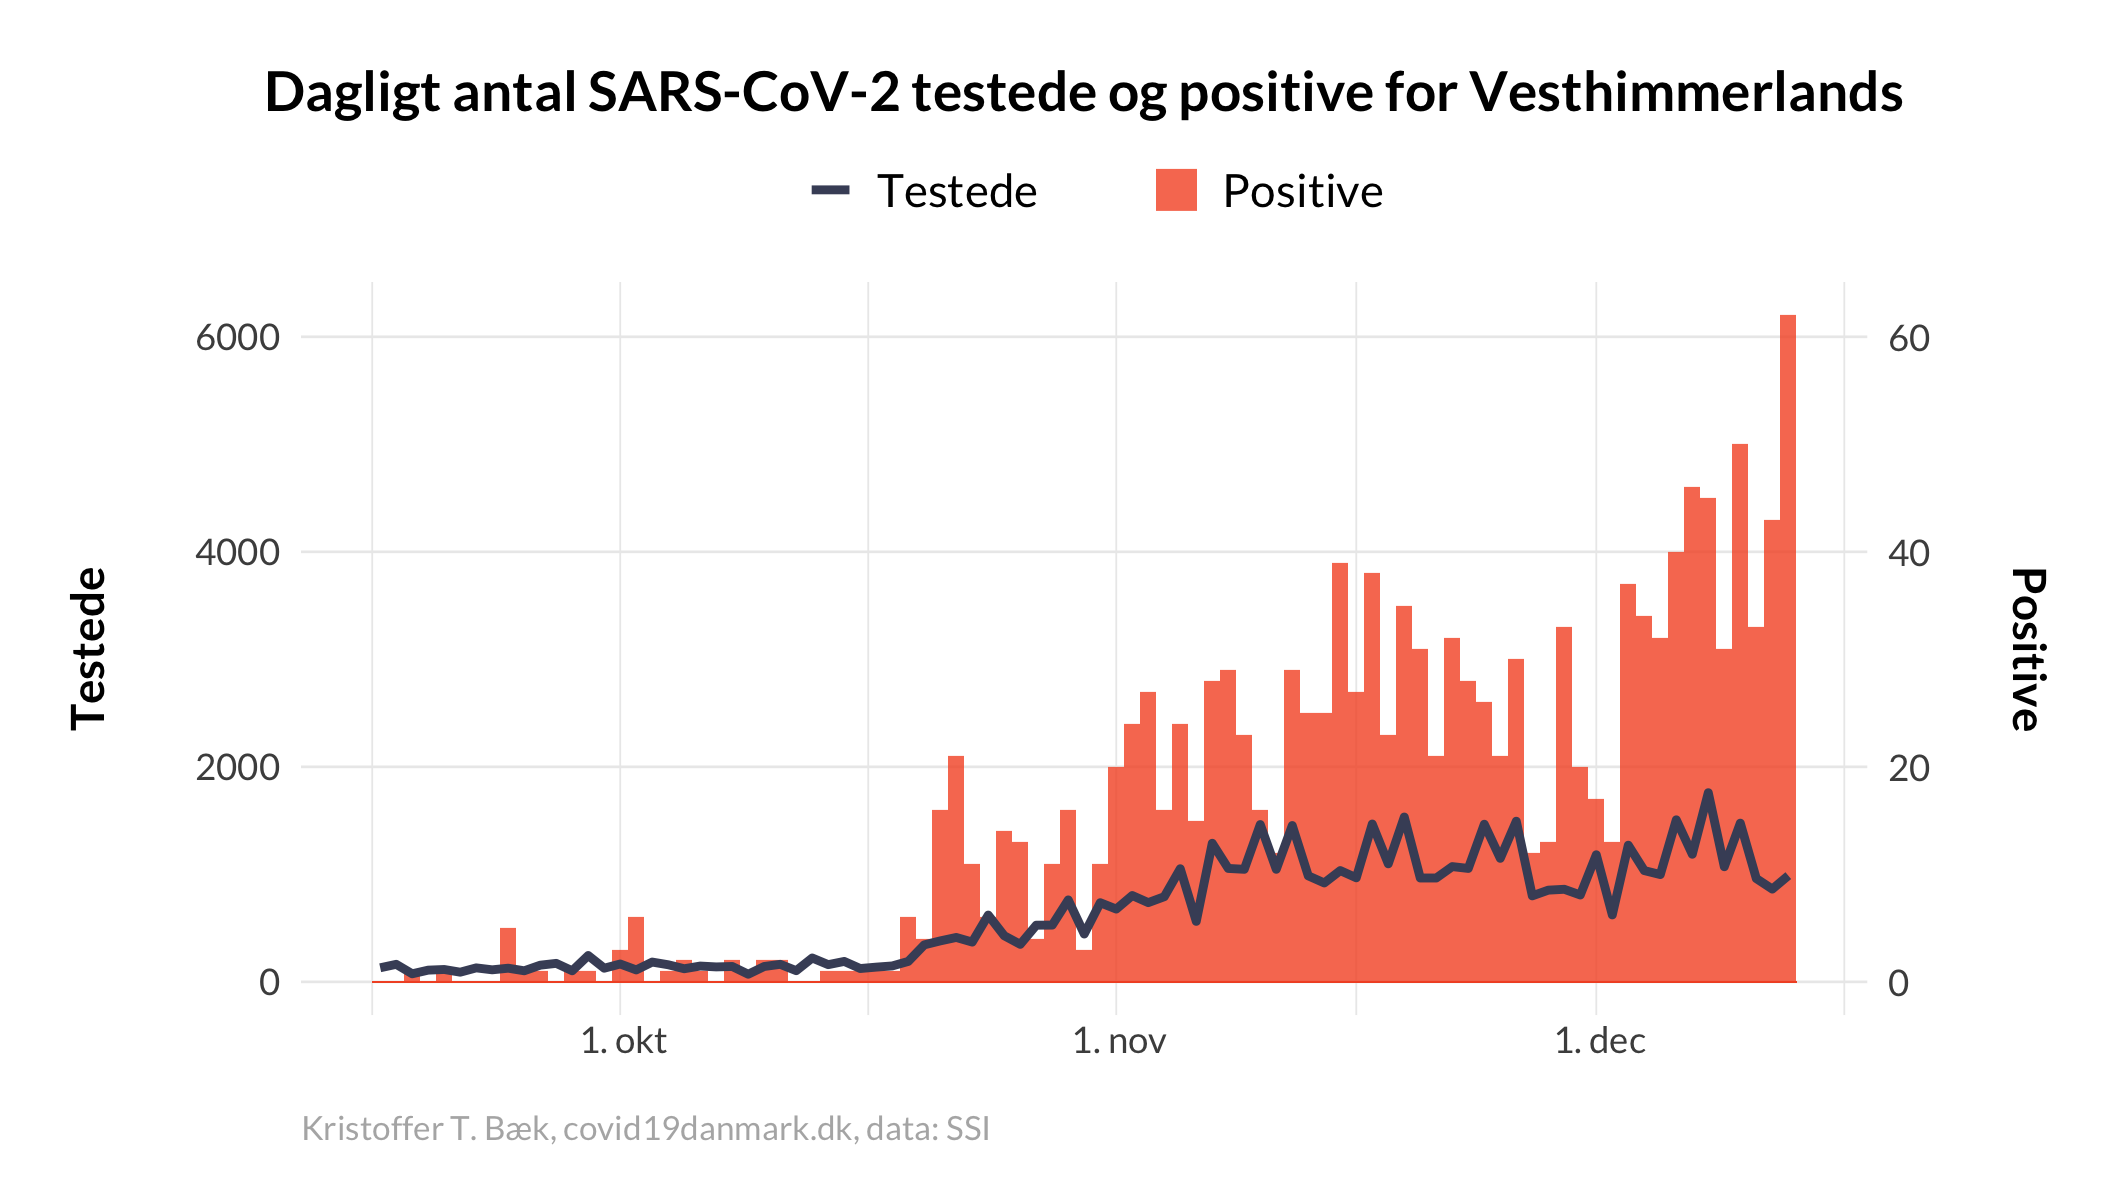 Dagligt antal SARS-CoV-2 testede og positive for Vesthimmerlands
Testede
Positive
6000
4000
2000
0
60
40
20
0
Testede
Positive
1. okt
1. nov
1. dec
Kristoffer T. Bæk, covid19danmark.dk, data: SSI